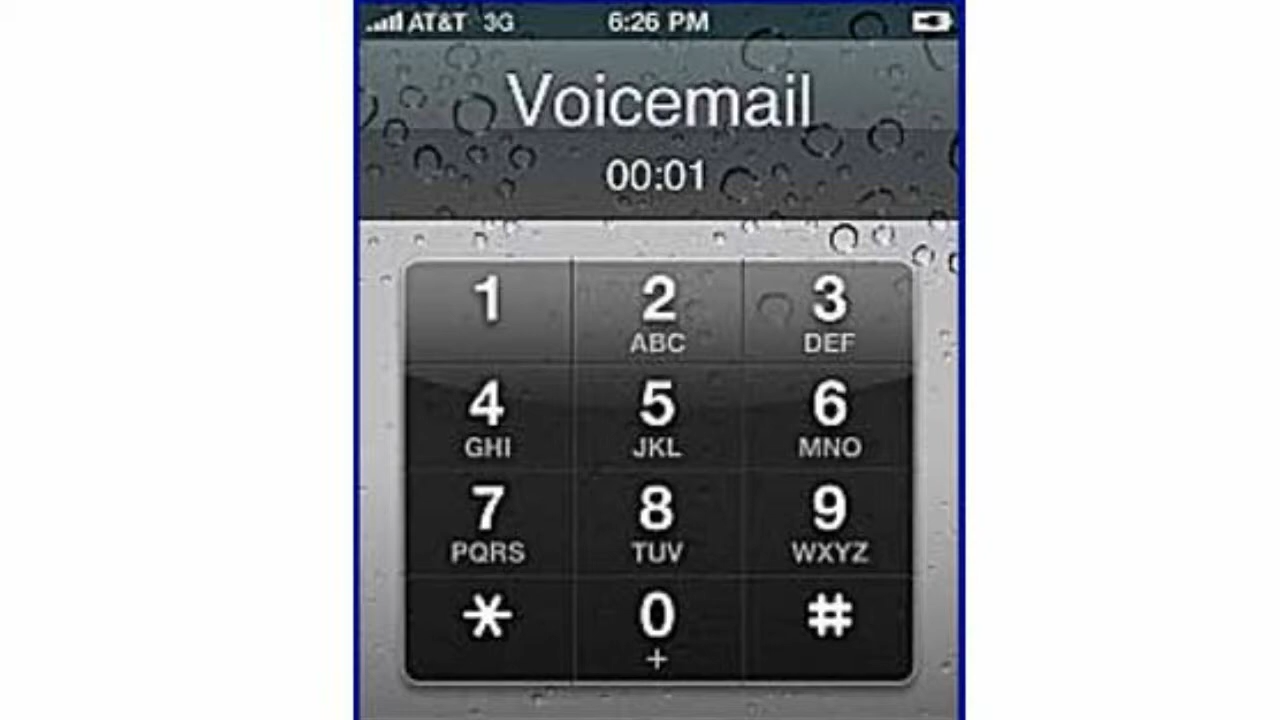 AT&T 3G 6:26 PM
Voicemail
00:01
1 2 3
ABC DEF
4 5 6
GHI JKL MNO
7 8 9
PQRS TUV WXYZ
* 0 #
+